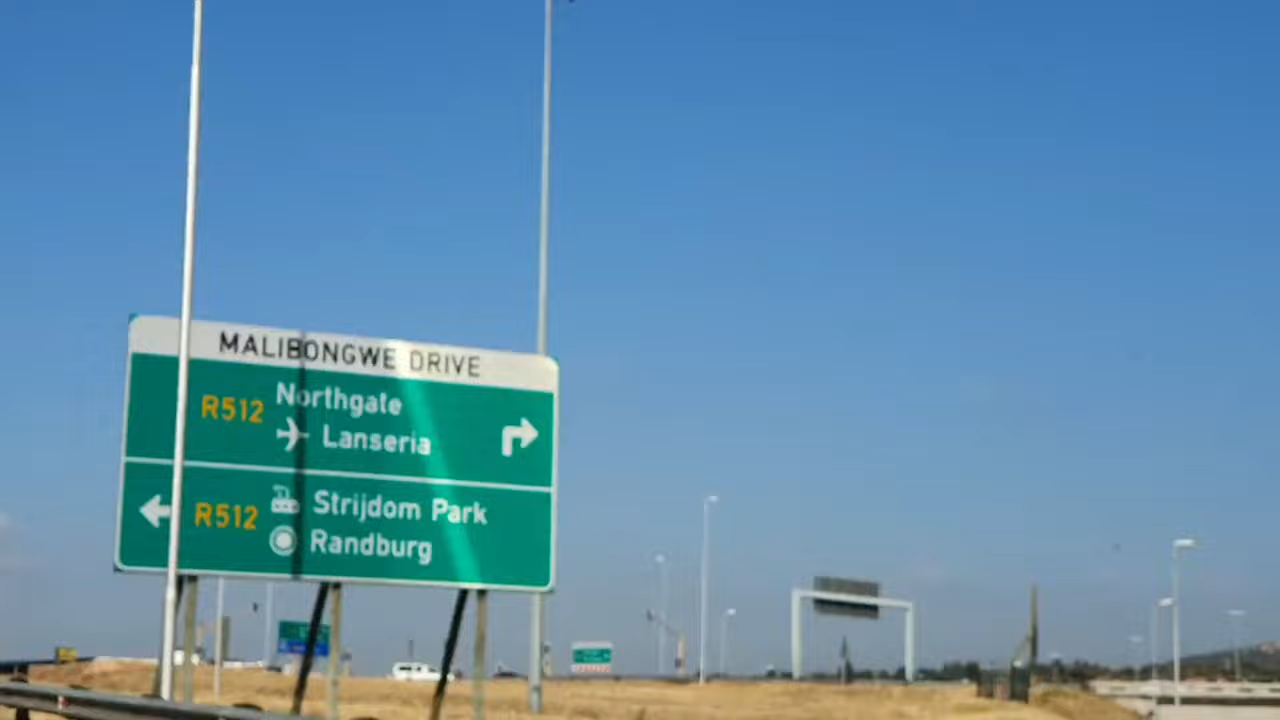 MALIBONGWE DRIVE
R512 Northgate
Lanseria
R512 Strijdom Park
Randburg